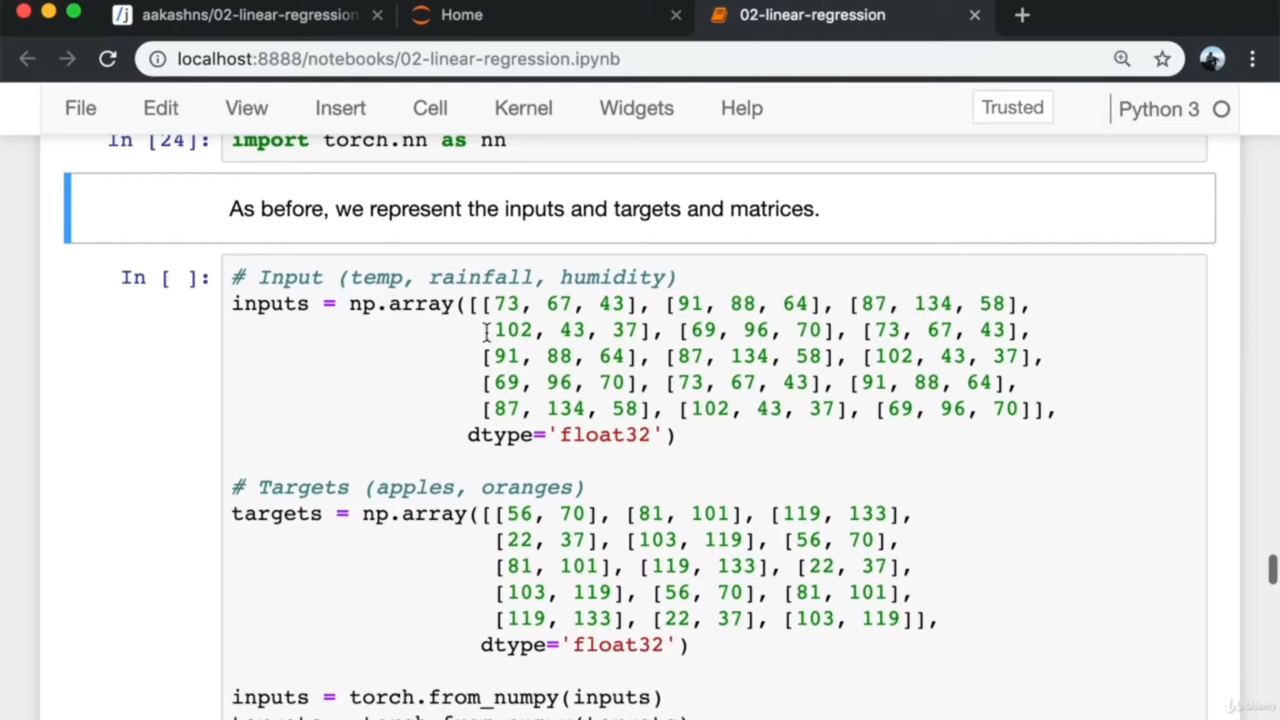 aakashns/02-linear-regression
Home
02-linear-regression
localhost:8888/notebooks/02-linear-regression.ipynb
File Edit View Insert Cell Kernel Widgets Help Trusted Python 3
In [24]: import torch.nn as nn
As before, we represent the inputs and targets and matrices.
In [ ]: # Input (temp, rainfall, humidity)
inputs = np.array([[73, 67, 43], [91, 88, 64], [87, 134, 58],
[102, 43, 37], [69, 96, 70], [73, 67, 43],
[91, 88, 64], [87, 134, 58], [102, 43, 37],
[69, 96, 70], [73, 67, 43], [91, 88, 64],
[87, 134, 58], [102, 43, 37], [69, 96, 70]],
dtype='float32')
# Targets (apples, oranges)
targets = np.array([[56, 70], [81, 101], [119, 133],
[22, 37], [103, 119], [56, 70],
[81, 101], [119, 133], [22, 37],
[103, 119], [56, 70], [81, 101],
[119, 133], [22, 37], [103, 119]],
dtype='float32')
inputs = torch.from_numpy(inputs)
targets = torch.from_numpy(targets)
Udemy